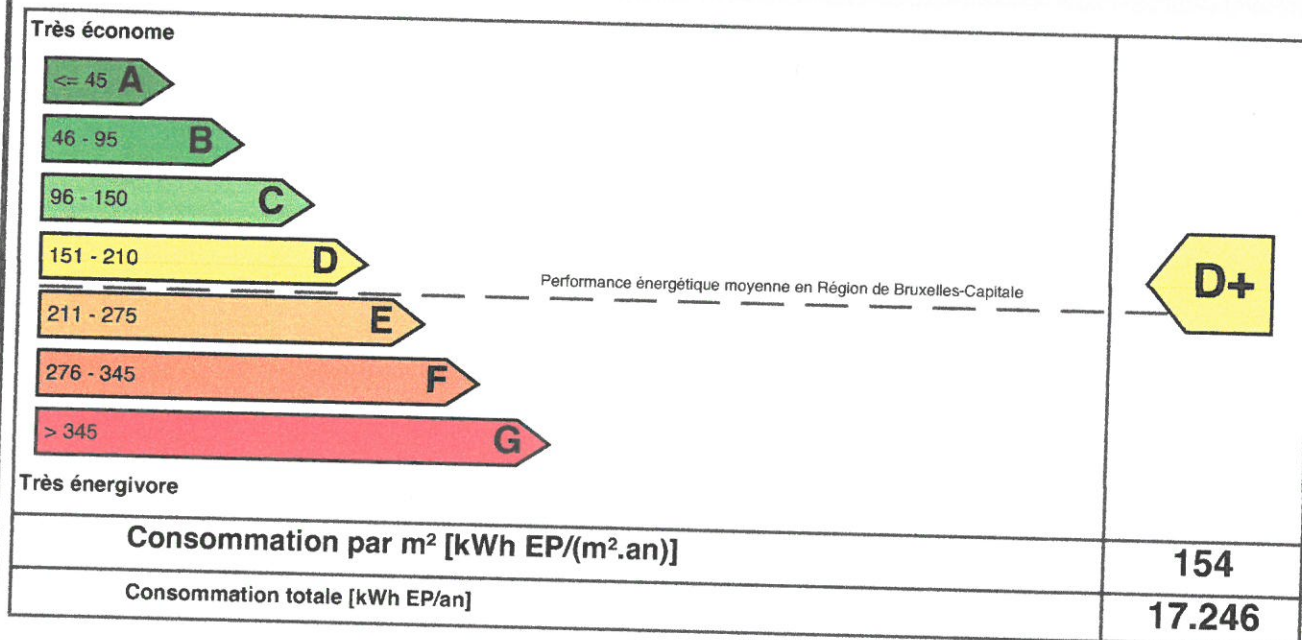 Très économe
<= 45 A
46 - 95 B
96 - 150 C
151 - 210 D
Performance énergétique moyenne en Région de Bruxelles-Capitale
D+
211 - 275 E
276 - 345 F
> 345 G
Très énergivore
Consommation par m² [kWh EP/(m².an)] 154
Consommation totale [kWh EP/an] 17.246